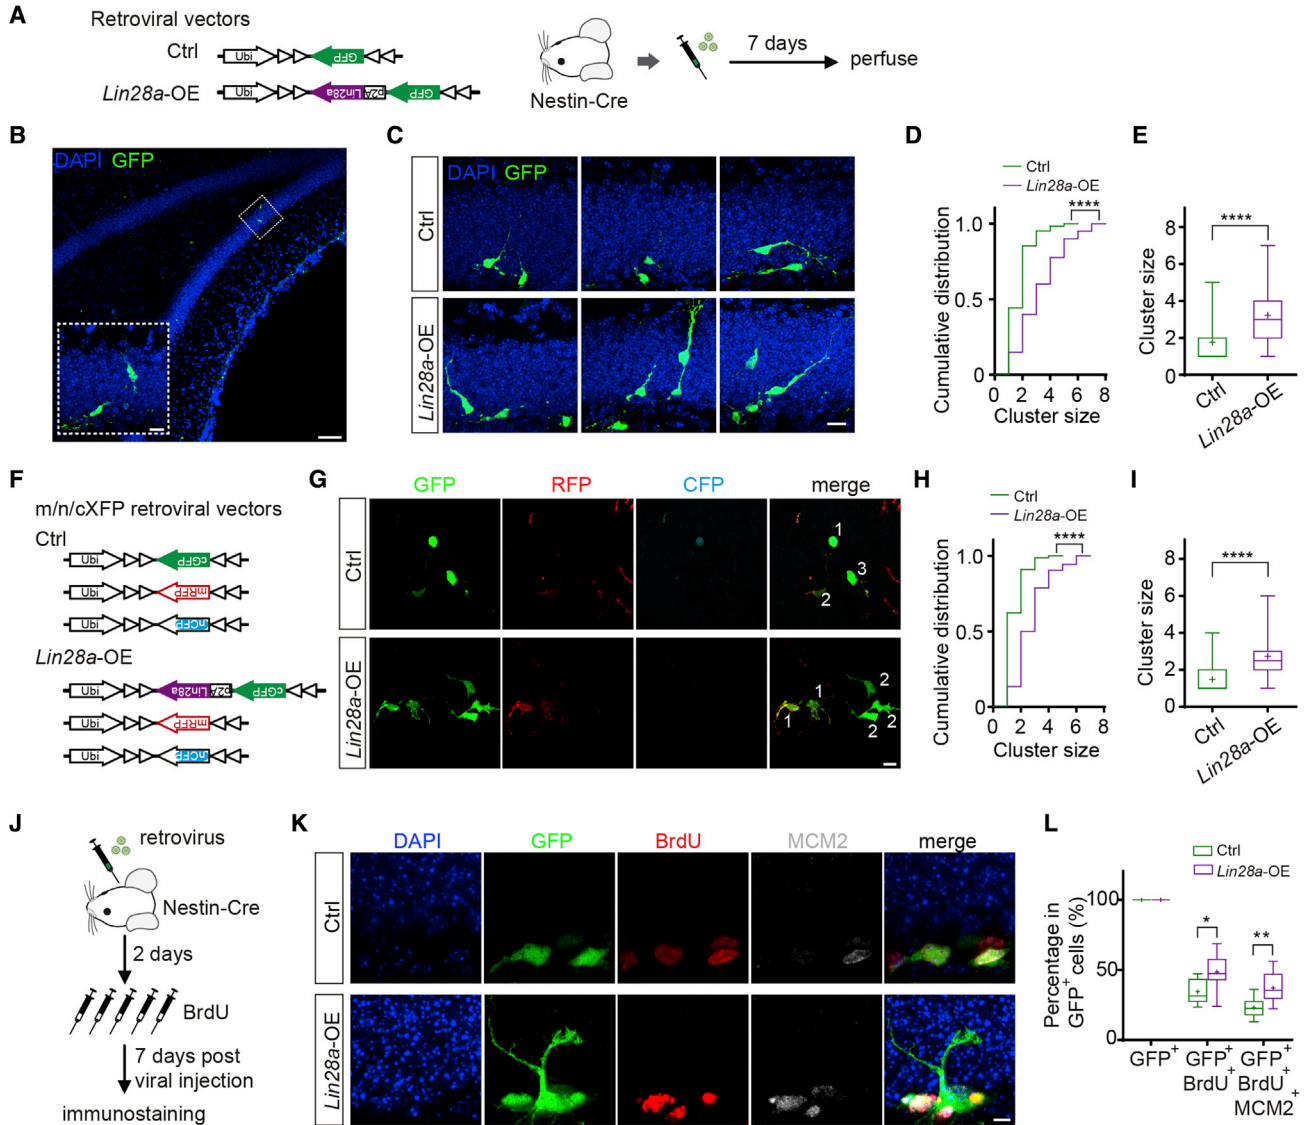 A
Retroviral vectors
Ctrl
Ubi
GFP
Lin28a-OE
Ubi
Lin28a
p2A
GFP
Nestin-Cre
7 days
perfuse
B
DAPI GFP
C
Ctrl
DAPI GFP
Lin28a-OE
D
Ctrl
Lin28a-OE
****
Cumulative distribution
1.0
0.5
0
0 2 4 6 8
Cluster size
E
****
Cluster size
8
6
4
2
0
Ctrl
Lin28a-OE
F
m/n/cXFP retroviral vectors
Ctrl
Ubi
cGFP
Ubi
mRFP
Ubi
nCFP
Lin28a-OE
Ubi
Lin28a
p2A
cGFP
Ubi
mRFP
Ubi
nCFP
G
GFP RFP CFP merge
Ctrl
1
3
2
Lin28a-OE
1
1
2
2
2
H
Ctrl
Lin28a-OE
****
Cumulative distribution
1.0
0.5
0
0 2 4 6 8
Cluster size
I
****
Cluster size
8
6
4
2
0
Ctrl
Lin28a-OE
J
retrovirus
Nestin-Cre
2 days
BrdU
7 days post
viral injection
immunostaining
K
DAPI GFP BrdU MCM2 merge
Ctrl
Lin28a-OE
L
Ctrl
Lin28a-OE
Percentage in
GFP+ cells (%)
100
50
0
*
**
GFP+
GFP+
BrdU+
GFP+
BrdU+
MCM2+